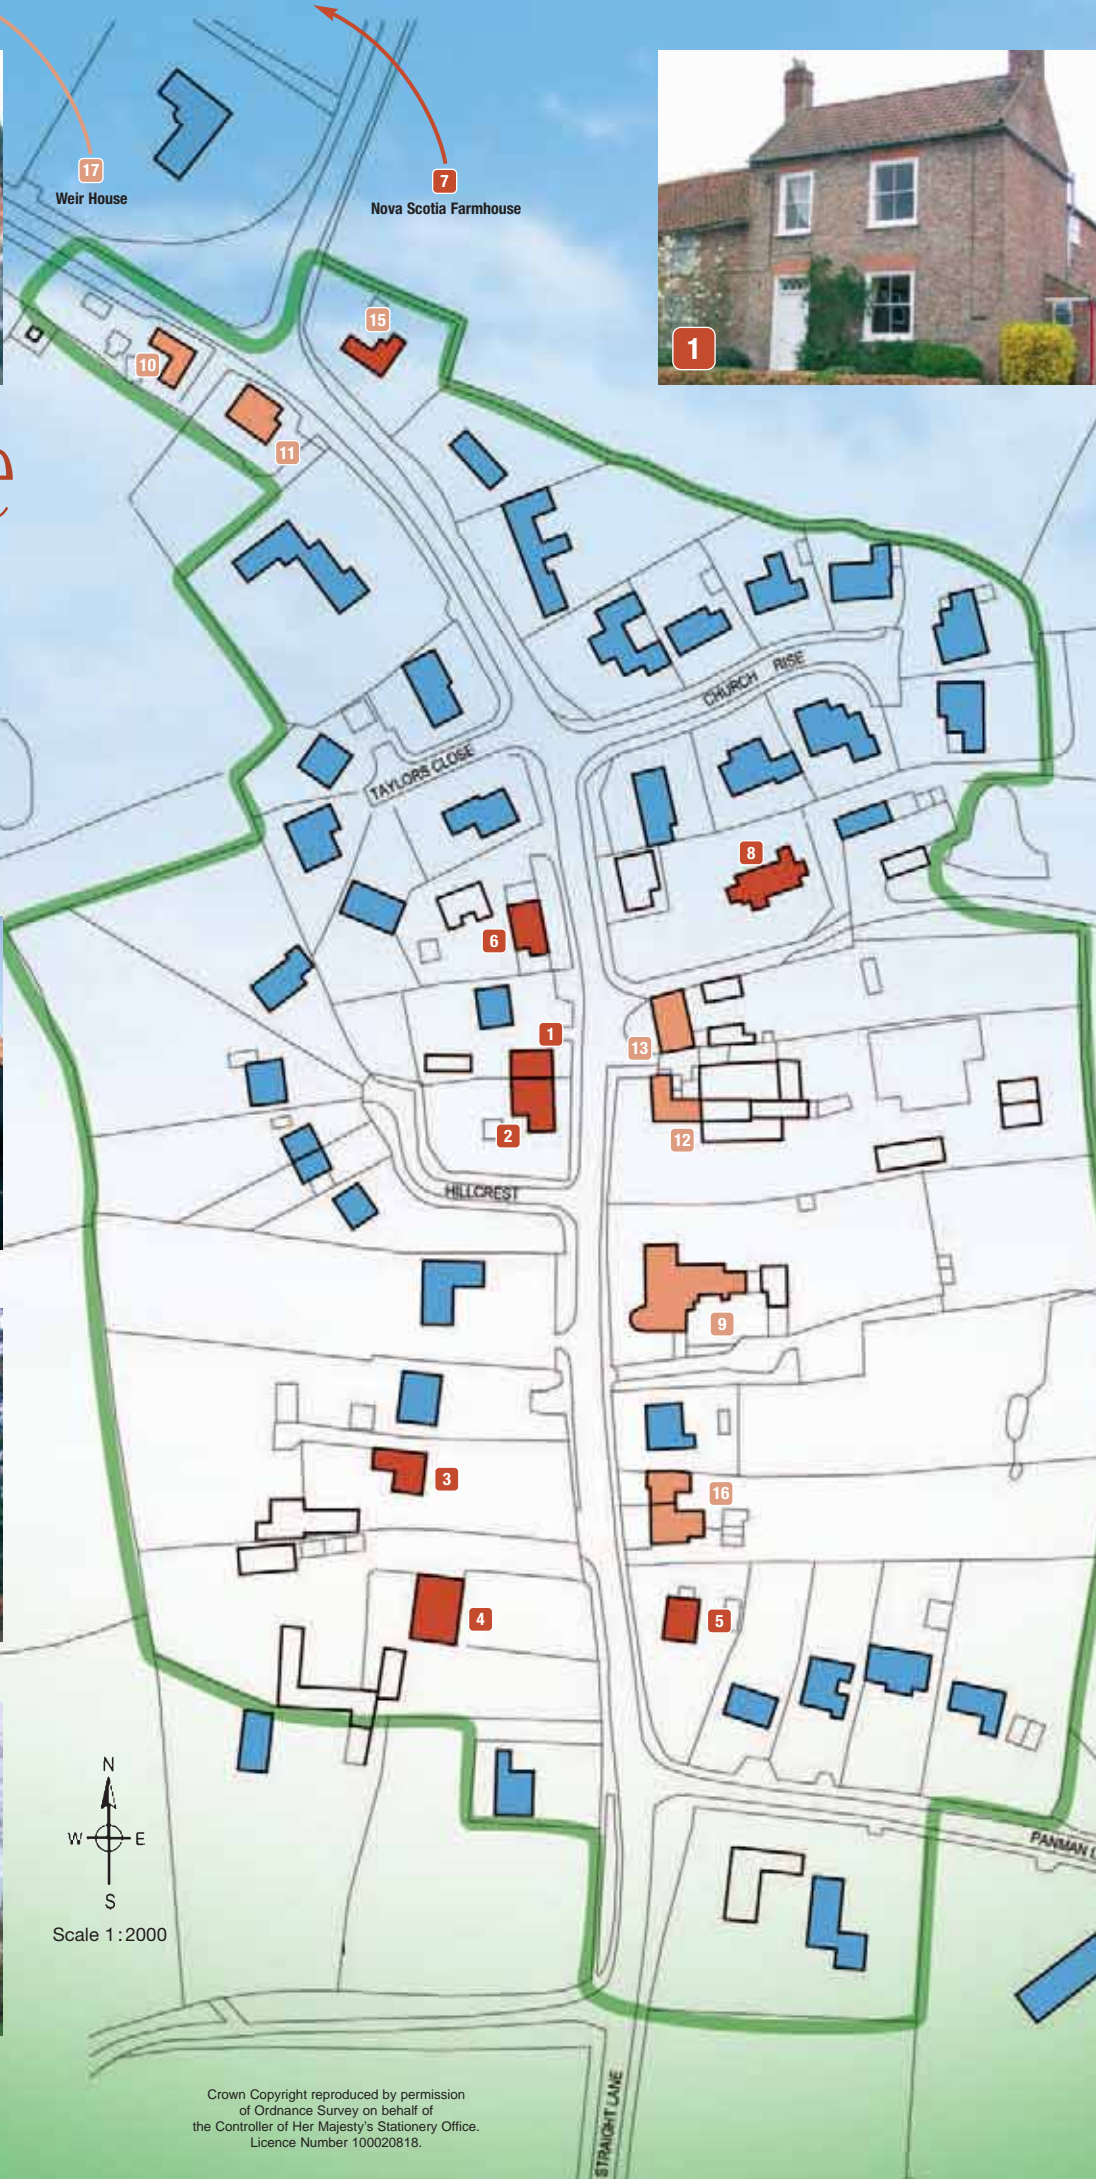 17
Weir House
7
Nova Scotia Farmhouse
1
15
10
11
CHURCH RISE
TAYLORS CLOSE
8
6
1
13
2
12
HILLCREST
9
3
16
4
5
N
W E
S
Scale 1:2000
PANMAN
STRAIGHT LANE
Crown Copyright reproduced by permission
of Ordnance Survey on behalf of
the Controller of Her Majesty's Stationery Office.
Licence Number 100020818.